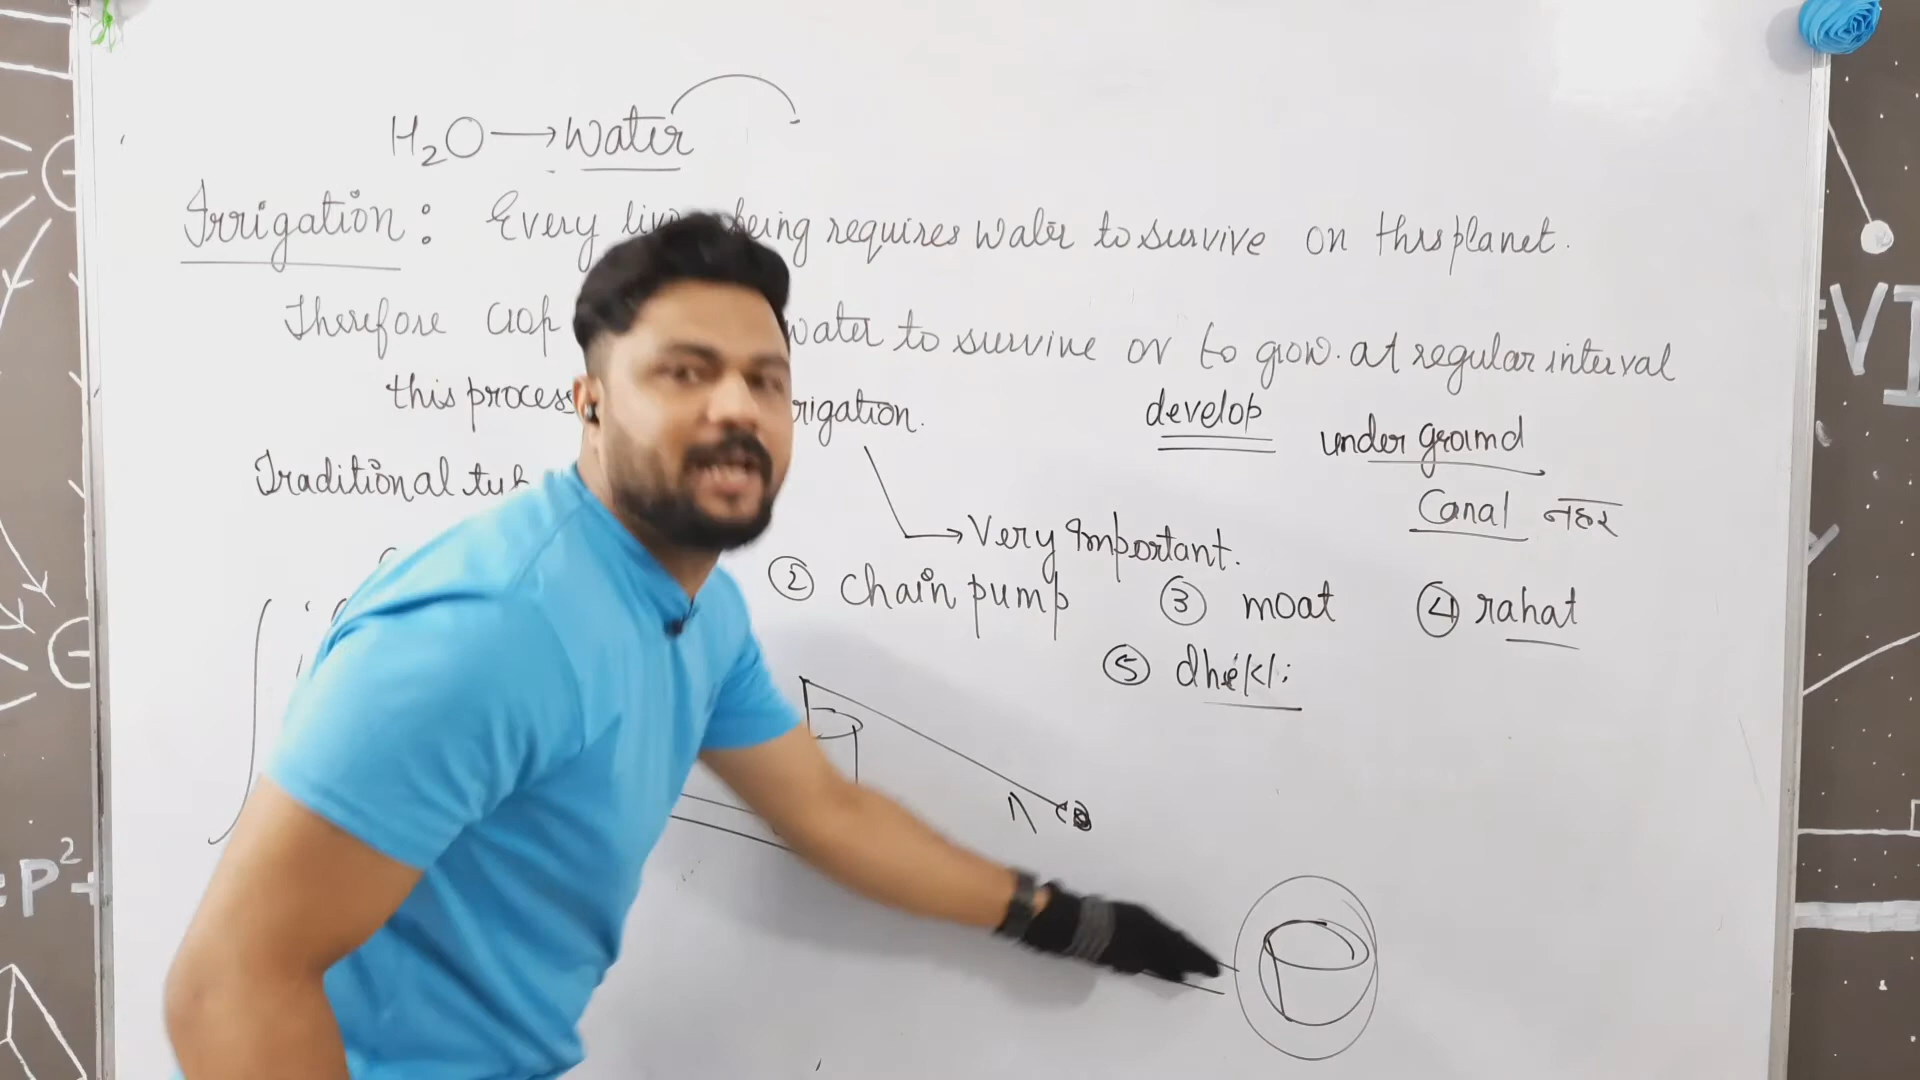 H₂O → Water
Irrigation : Every being requires Water to survive on this planet.
Therefore crop water to survive or to grow. at regular interval
this process rigation.
develop
under ground
Traditional
Canal नहर
→ Very Important.
② Chain pump ③ moat ④ rahat
⑤ dhekli
VI
P²+